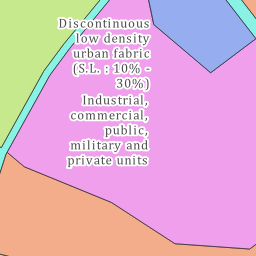 Discontinuous
low density
urban fabric
(S.L. : 10% -
30%)
Industrial,
commercial,
public,
military and
private units